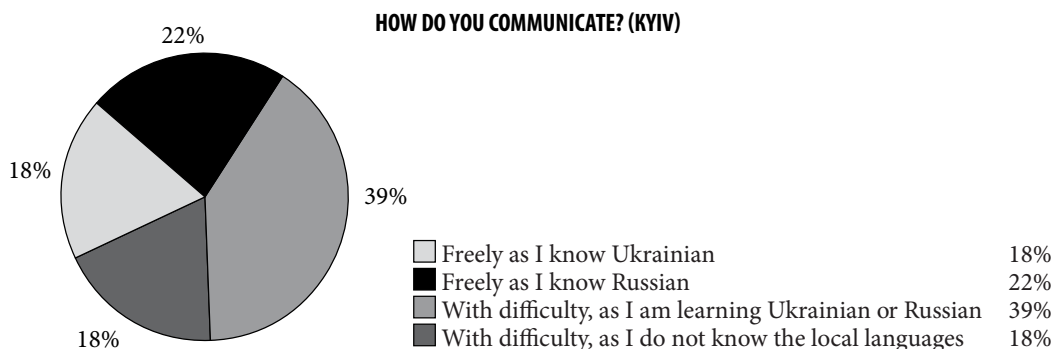 HOW DO YOU COMMUNICATE? (KYIV)
22%
18%
39%
18%
Freely as I know Ukrainian 18%
Freely as I know Russian 22%
With difficulty, as I am learning Ukrainian or Russian 39%
With difficulty, as I do not know the local languages 18%